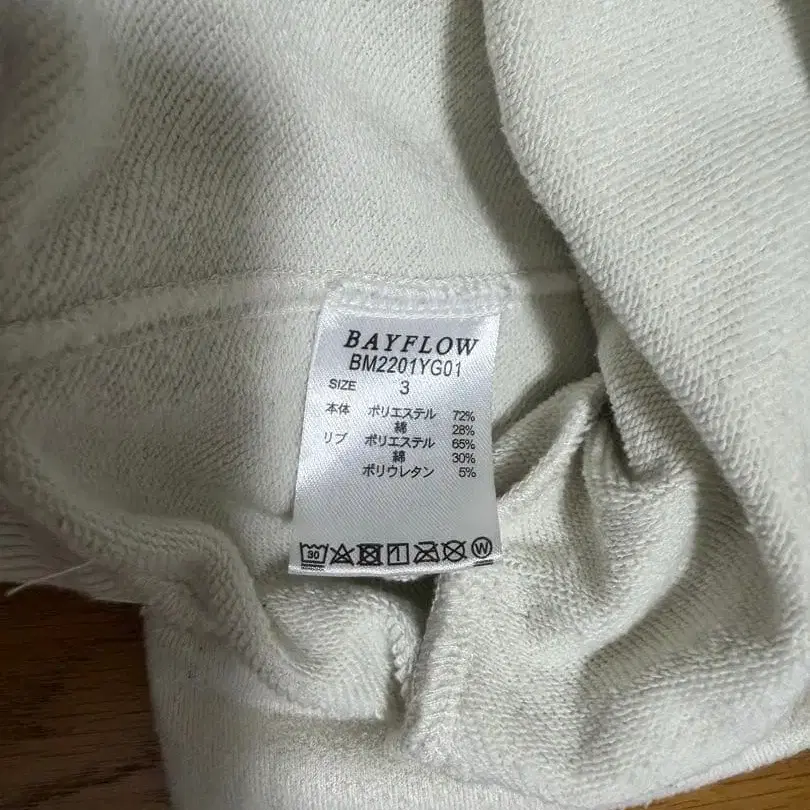 BAYFLOW
BM2201YG01
SIZE 3
本体 ポリエステル 72%
綿 28%
リブ ポリエステル 65%
綿 30%
ポリウレタン 5%
30 W